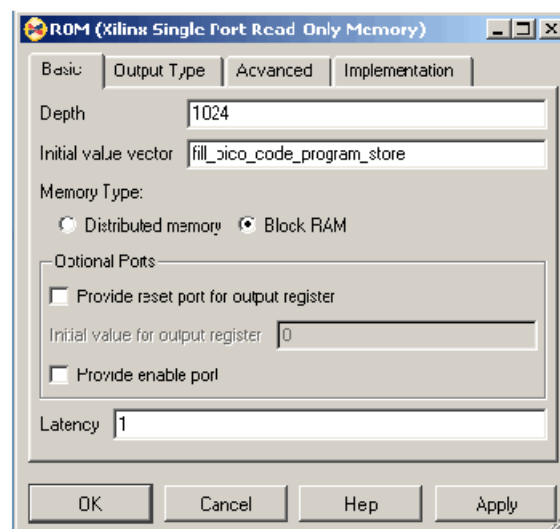 ROM (Xilinx Single Port Read-Only Memory)
Basic Output Type Advanced Implementation
Depth 1024
Initial value vector fill_pico_code_program_store
Memory Type:
Distributed memory Block RAM
Optional Ports
Provide reset port for output register
Initial value for output register 0
Provide enable port
Latency 1
OK Cancel Help Apply